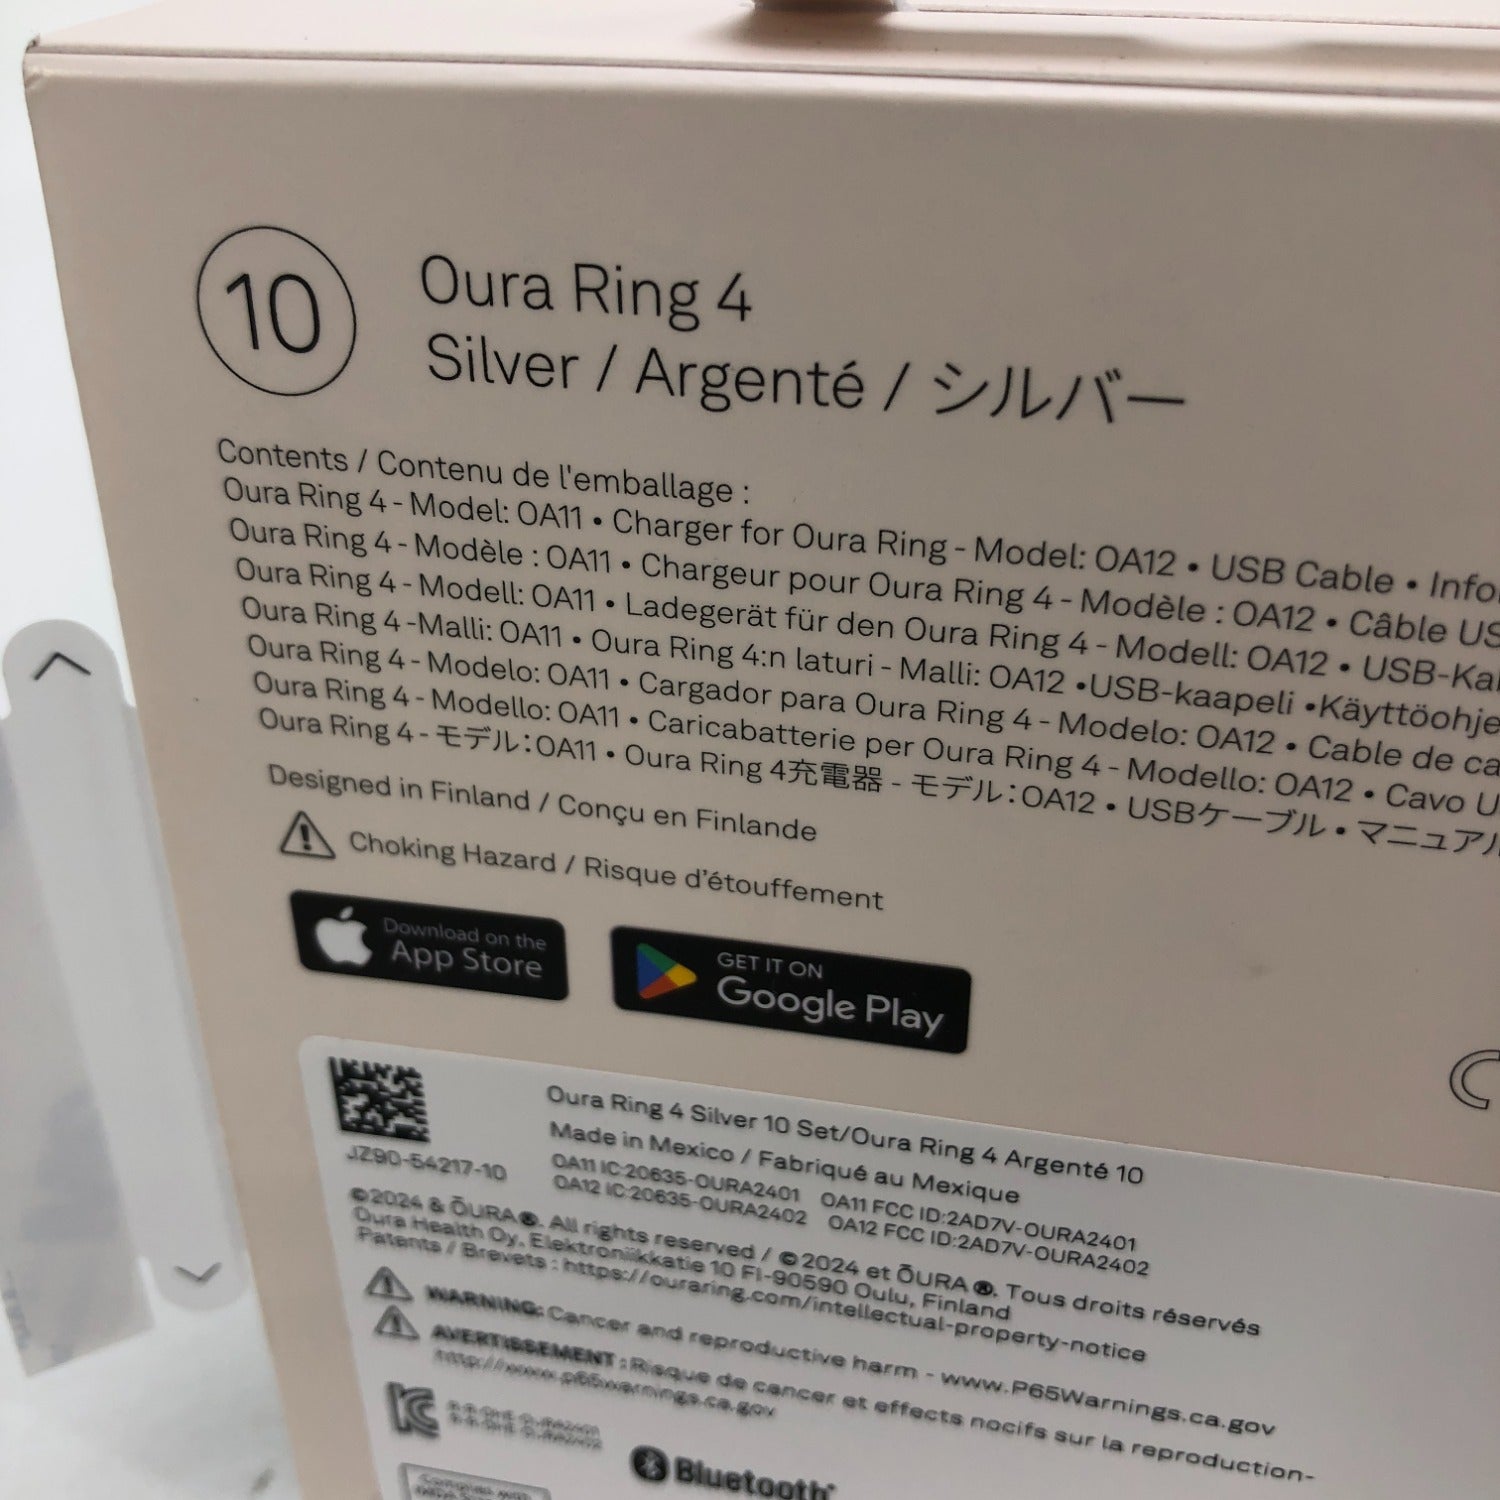 10
Oura Ring 4
Silver / Argenté / シルバー
Contents / Contenu de l'emballage :
Oura Ring 4 - Model: OA11 • Charger for Oura Ring - Model: OA12 • USB Cable •
Oura Ring 4 - Modèle : OA11 • Chargeur pour Oura Ring 4 - Modèle : OA12 • Câble
Oura Ring 4 - Modell: OA11 • Ladegerät für den Oura Ring 4 - Modell: OA12 •
Oura Ring 4 -Malli: OA11 • Oura Ring 4:n laturi - Malli: OA12 •USB-kaapeli •Käyttöohje
Oura Ring 4 - Modelo: OA11 • Cargador para Oura Ring 4 - Modelo: OA12 • Cable de
Oura Ring 4 - Modello: OA11 • Caricabatterie per Oura Ring 4 - Modello: OA12 • Cavo
Oura Ring 4 - モデル：OA11 • Oura Ring 4充電器 - モデル：OA12 • USBケーブル • マニュアル
Designed in Finland / Conçu en Finlande
Choking Hazard / Risque d'étouffement
Download on the
App Store
GET IT ON
Google Play
JZ90-54217-10
Oura Ring 4 Silver 10 Set/Oura Ring 4 Argenté 10
Made in Mexico / Fabriqué au Mexique
OA11 IC:20635-OURA2401 OA11 FCC ID:2AD7V-OURA2401
OA12 IC:20635-OURA2402 OA12 FCC ID:2AD7V-OURA2402
©2024 & ŌURA®. All rights reserved / ©2024 et ŌURA®. Tous droits réservés
Oura Health Oy, Elektroniikkatie 10 FI-90590 Oulu, Finland
Patents / Brevets : https://ouraring.com/intellectual-property-notice
WARNING: Cancer and reproductive harm - www.P65Warnings.ca.gov
AVERTISSEMENT : Risque de cancer et effects nocifs sur la reproduction-
http://www.p65warnings.ca.gov
Bluetooth